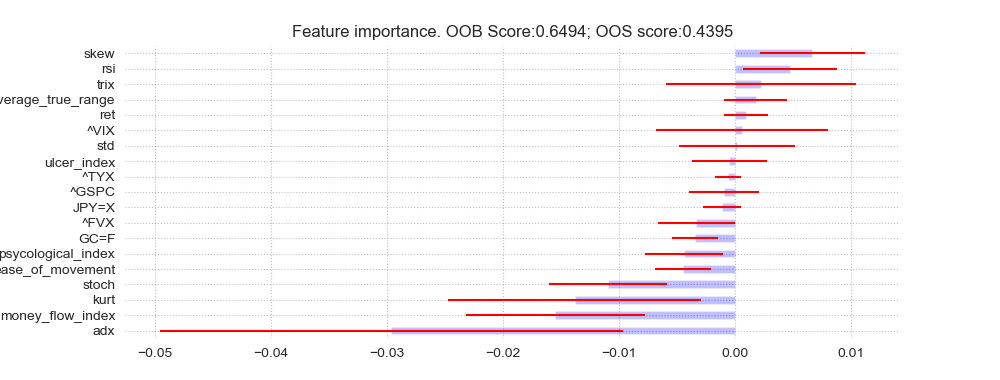 Feature importance. OOB Score:0.6494; OOS score:0.4395
skew
rsi
trix
verage_true_range
ret
^VIX
std
ulcer_index
^TYX
^GSPC
JPY=X
^FVX
GC=F
psycological_index
ease_of_movement
stoch
kurt
money_flow_index
adx
−0.05 −0.04 −0.03 −0.02 −0.01 0.00 0.01